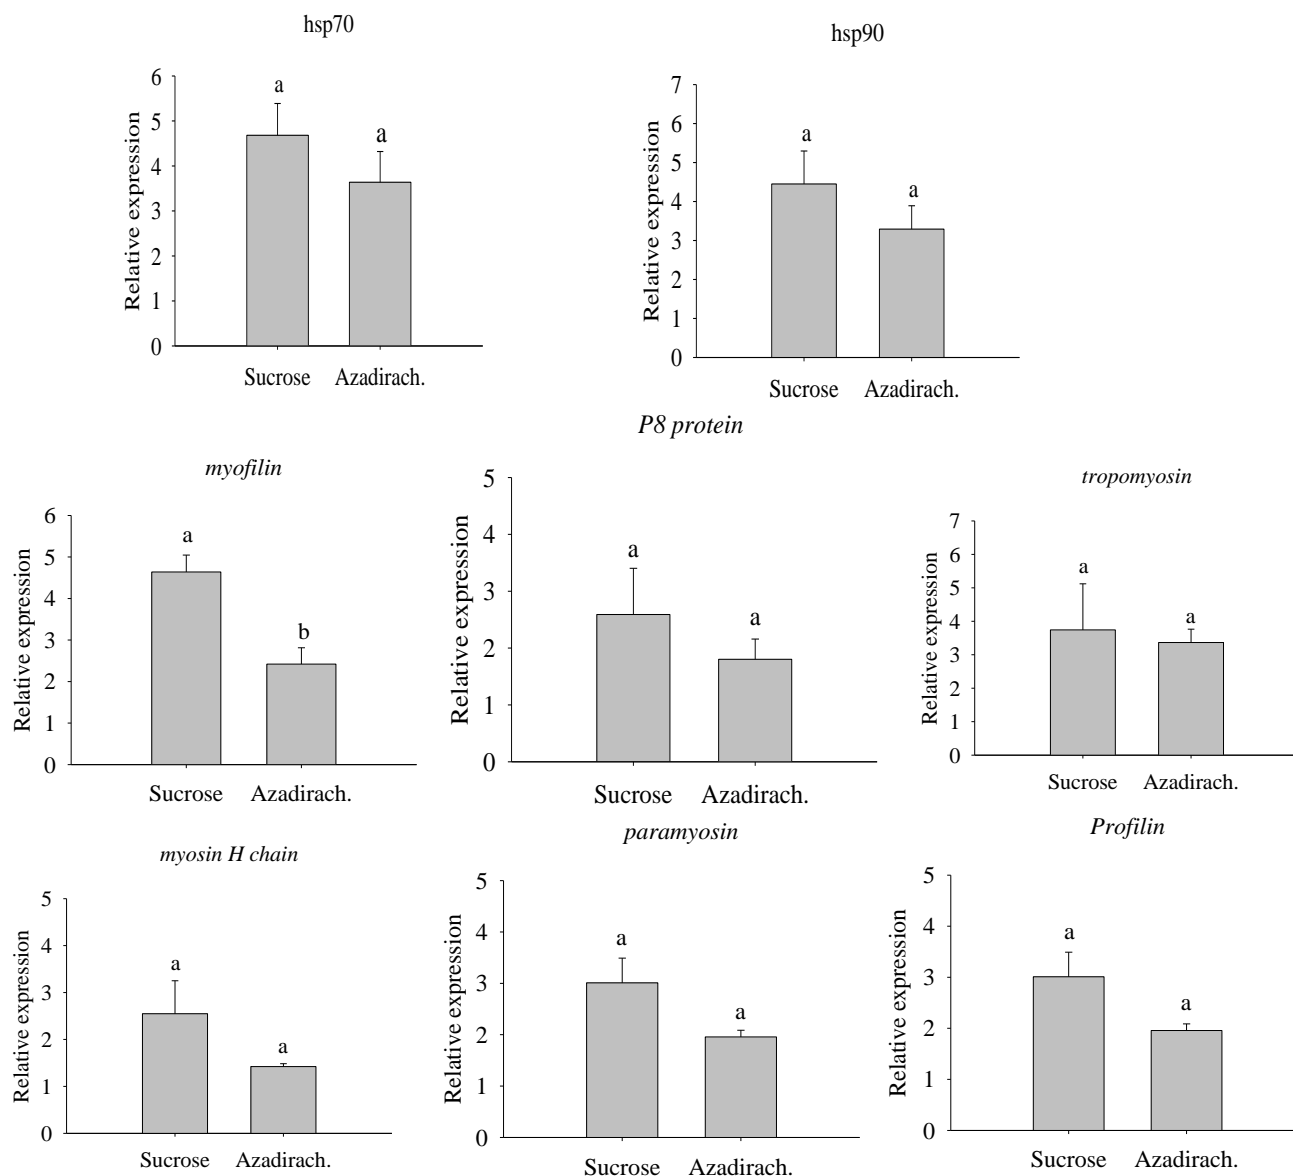 hsp70
Relative expression
6
5
4
3
2
1
0
a
a
Sucrose Azadirach.
hsp90
Relative expression
7
6
5
4
3
2
1
0
a
a
Sucrose Azadirach.
myofilin
Relative expression
6
5
4
3
2
1
0
a
b
Sucrose Azadirach.
P8 protein
Relative expression
5
4
3
2
1
0
a
a
Sucrose Azadirach.
tropomyosin
Relative expression
7
6
5
4
3
2
1
0
a
a
Sucrose Azadirach.
myosin H chain
Relative expression
5
4
3
2
1
0
a
a
Sucrose Azadirach.
paramyosin
Relative expression
5
4
3
2
1
0
a
a
Sucrose Azadirach.
Profilin
Relative expression
5
4
3
2
1
0
a
a
Sucrose Azadirach.